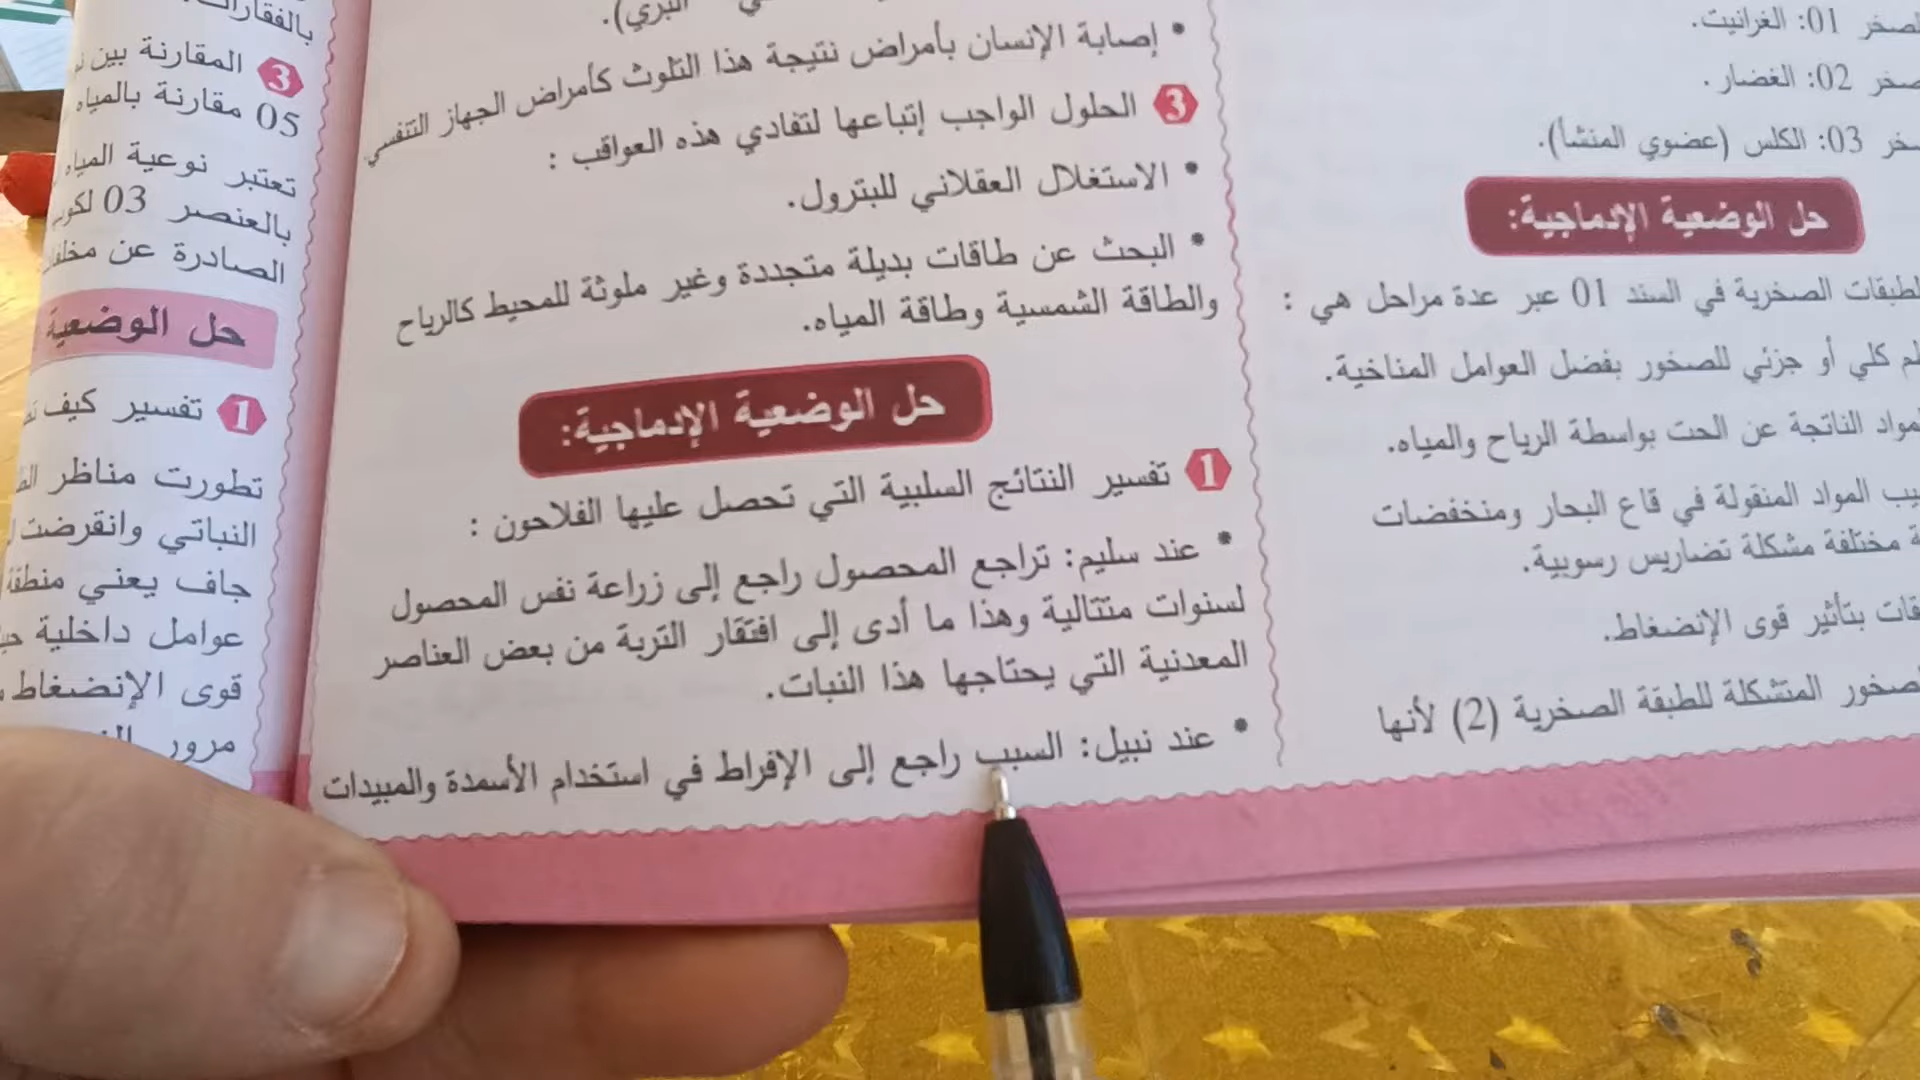 صخر 01: الغرانيت.
صخر 02: الغضار.
03: الكلس (عضوي المنشأ).
حل الوضعية الإدماجية:
الطبقات الصخرية في السند 01 عبر عدة مراحل هي :
كلي أو جزئي للصخور بفضل العوامل المناخية.
المواد الناتجة عن الحت بواسطة الرياح والمياه.
المواد المنقولة في قاع البحار ومنخفضات
مختلفة مشكلة تضاريس رسوبية.
بتأثير قوى الإنضغاط.
الصخور المتشكلة للطبقة الصخرية (2) لأنها
البري).
• إصابة الإنسان بأمراض نتيجة هذا التلوث كأمراض الجهاز التنفسي
3 الحلول الواجب إتباعها لتفادي هذه العواقب :
• الاستغلال العقلاني للبترول.
• البحث عن طاقات بديلة متجددة وغير ملوثة للمحيط كالرياح
والطاقة الشمسية وطاقة المياه.
حل الوضعية الإدماجية:
1 تفسير النتائج السلبية التي تحصل عليها الفلاحون :
• عند سليم: تراجع المحصول راجع إلى زراعة نفس المحصول
لسنوات متتالية وهذا ما أدى إلى افتقار التربة من بعض العناصر
المعدنية التي يحتاجها هذا النبات.
• عند نبيل: السبب راجع إلى الإفراط في استخدام الأسمدة والمبيدات
3 المقارنة بين
05 مقارنة بالمياه
تعتبر نوعية المياه
بالعنصر 03
الصادرة عن
حل الوضعية
1 تفسير كيف
تطورت مناظر
النباتي وانقرضت
جاف يعني منطقة
عوامل داخلية
قوى الإنضغاط
مرور